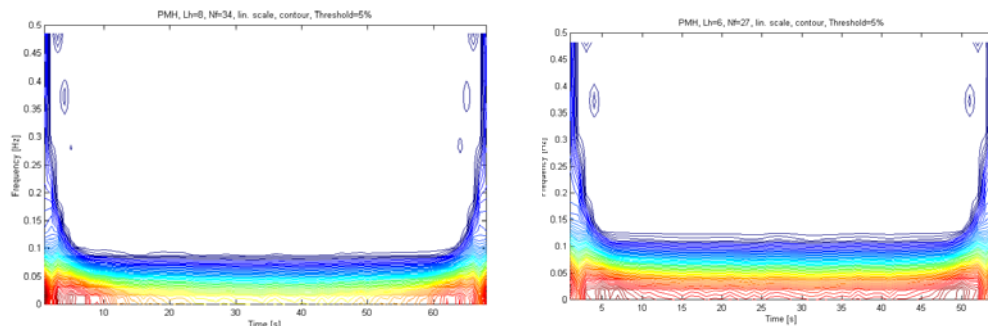 PMH, Lh=8, Nf=34, lin. scale, contour, Threshold=5%
0.5
0.45
0.4
0.35
0.3
0.25
0.2
0.15
0.1
0.05
0
Frequency [Hz]
10 20 30 40 50 60
Time [s]
PMH, Lh=6, Nf=27, lin. scale, contour, Threshold=5%
0.5
0.45
0.4
0.35
0.3
0.25
0.2
0.15
0.1
0.05
0
Frequency [Hz]
5 10 15 20 25 30 35 40 45 50
Time [s]